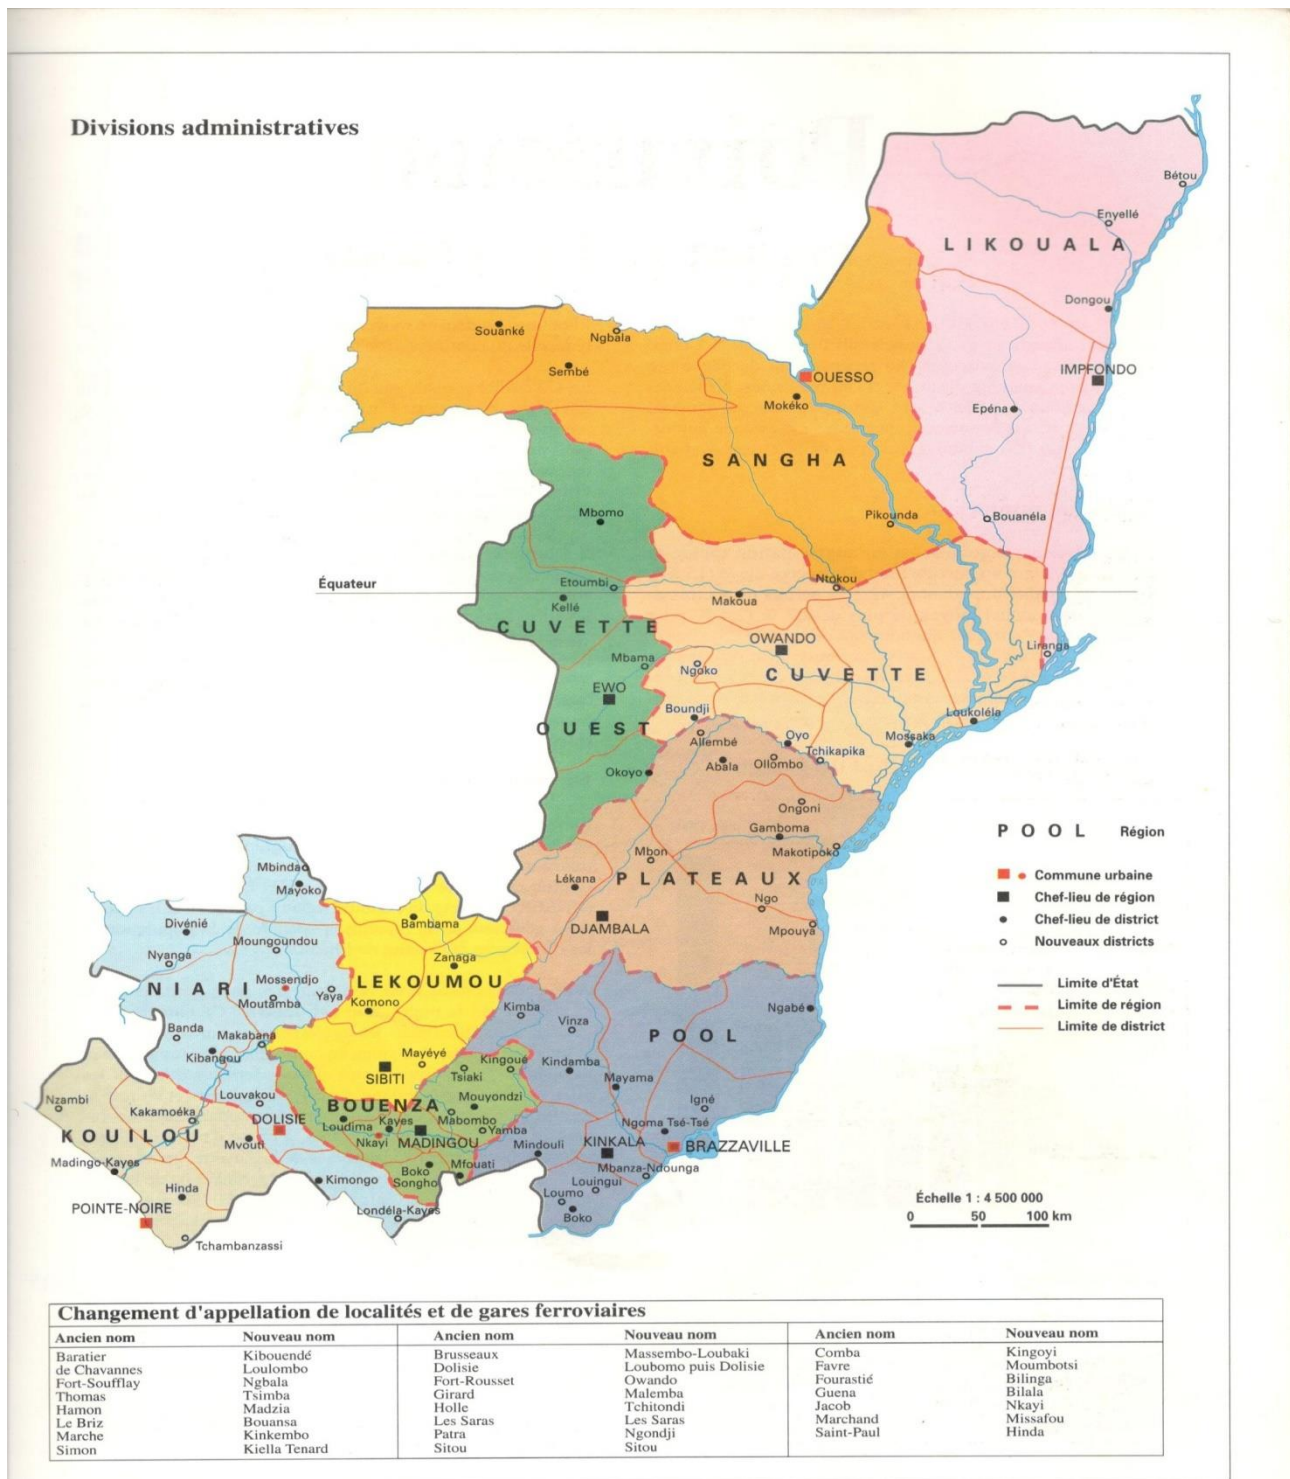 Divisions administratives
Bétou
Enyellé
LIKOUALA
Dongou
Souanké
Ngbala
Sembé
OUESSO
IMPFONDO
Mokéko
Epéna
SANGHA
Mbomo
Pikounda
Bouanéla
Équateur
Etoumbi
Ntokou
Kellé
Makoua
CUVETTE
OWANDO
Liranga
Mbama
Ngoko
CUVETTE
EWO
Boundji
Loukoléla
OUEST
Allembé
Oyo
Mossaka
Tchikapika
Okoyo
Abala
Ollombo
Ongoni
Gamboma
POOL Région
Mbon
Makotipoko
Mbinda
Commune urbaine
Mayoko
Lékana
PLATEAUX
Chef-lieu de région
Ngo
Divénié
Bambama
DJAMBALA
Mpouya
Chef-lieu de district
Moungoundou
Nouveaux districts
Nyanga
Zanaga
Mossendjo
LEKOUMOU
Limite d'État
NIARI
Moutamba
Yaya
Komono
Kimba
Ngabé
Limite de région
Banda
Makabana
Vinza
POOL
Limite de district
Kibangou
Mayéyé
Kingoué
Kindamba
SIBITI
Tsiaki
Mayama
Nzambi
Louvakou
BOUENZA
Mouyondzi
Igné
Kakamoéka
DOLISIE
Loudima
Kayes
Mabombo
Ngoma Tsé-Tsé
KOUILOU
Mvouti
Nkayi
MADINGOU
Yamba
Mindouli
KINKALA
BRAZZAVILLE
Madingo-Kayes
Boko
Songho
Mfouati
Mbanza-Ndounga
Kimongo
Louingui
Hinda
Loumo
Échelle 1 : 4 500 000
POINTE-NOIRE
Londéla-Kayes
Boko
0 50 100 km
Tchambanzassi
Changement d'appellation de localités et de gares ferroviaires
Ancien nom Nouveau nom Ancien nom Nouveau nom Ancien nom Nouveau nom
Baratier Kibouendé Brusseaux Massembo-Loubaki Comba Kingoyi
de Chavannes Loulombo Dolisie Loubomo puis Dolisie Favre Moumbotsi
Fort-Soufflay Ngbala Fort-Rousset Owando Fourastié Bilinga
Thomas Tsimba Girard Malemba Guena Bilala
Hamon Madzia Holle Tchitondi Jacob Nkayi
Le Briz Bouansa Les Saras Les Saras Marchand Missafou
Marche Kinkembo Patra Ngondji Saint-Paul Hinda
Simon Kiella Tenard Sitou Sitou